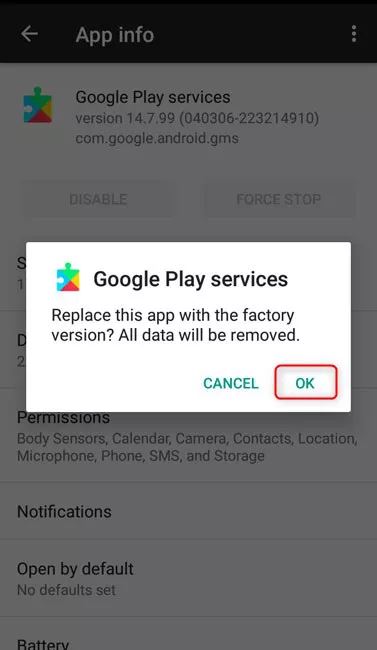 App info
Google Play services
version 14.7.99 (040306-223214910)
com.google.android.gms
DISABLE
FORCE STOP
S
1
Google Play services
Replace this app with the factory
version? All data will be removed.
CANCEL
OK
D
2
Permissions
Body Sensors, Calendar, Camera, Contacts, Location,
Microphone, Phone, SMS, and Storage
Notifications
Open by default
No defaults set
Battery